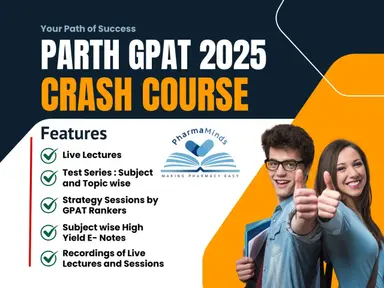 Your Path of Success
PARTH GPAT 2025
CRASH COURSE
Features
Live Lectures
Test Series : Subject
and Topic wise
Strategy Sessions by
GPAT Rankers
Subject wise High
Yield E- Notes
Recordings of Live
Lectures and Sessions
PharmaMinds
MAKING PHARMACY EASY